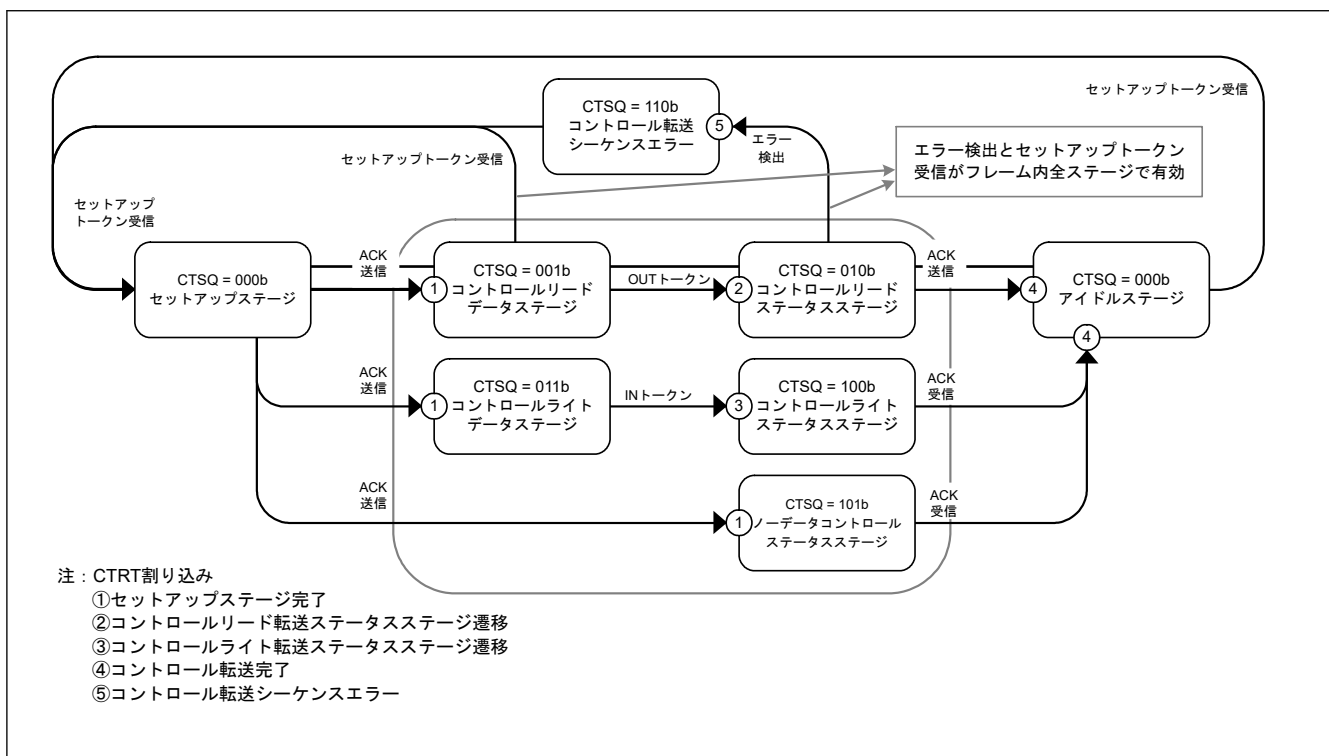 セットアップトークン受信
CTSQ = 110b
コントロール転送
シーケンスエラー
⑤
エラー
検出
セットアップトークン受信
エラー検出とセットアップトークン
受信がフレーム内全ステージで有効
セットアップ
トークン受信
CTSQ = 000b
セットアップステージ
ACK
送信
①
CTSQ = 001b
コントロールリード
データステージ
OUTトークン
②
CTSQ = 010b
コントロールリード
ステータスステージ
ACK
送信
④
CTSQ = 000b
アイドルステージ
④
ACK
送信
①
CTSQ = 011b
コントロールライト
データステージ
INトークン
③
CTSQ = 100b
コントロールライト
ステータスステージ
ACK
受信
ACK
送信
①
CTSQ = 101b
ノーデータコントロール
ステータスステージ
ACK
受信
注：CTRT割り込み
①セットアップステージ完了
②コントロールリード転送ステータスステージ遷移
③コントロールライト転送ステータスステージ遷移
④コントロール転送完了
⑤コントロール転送シーケンスエラー